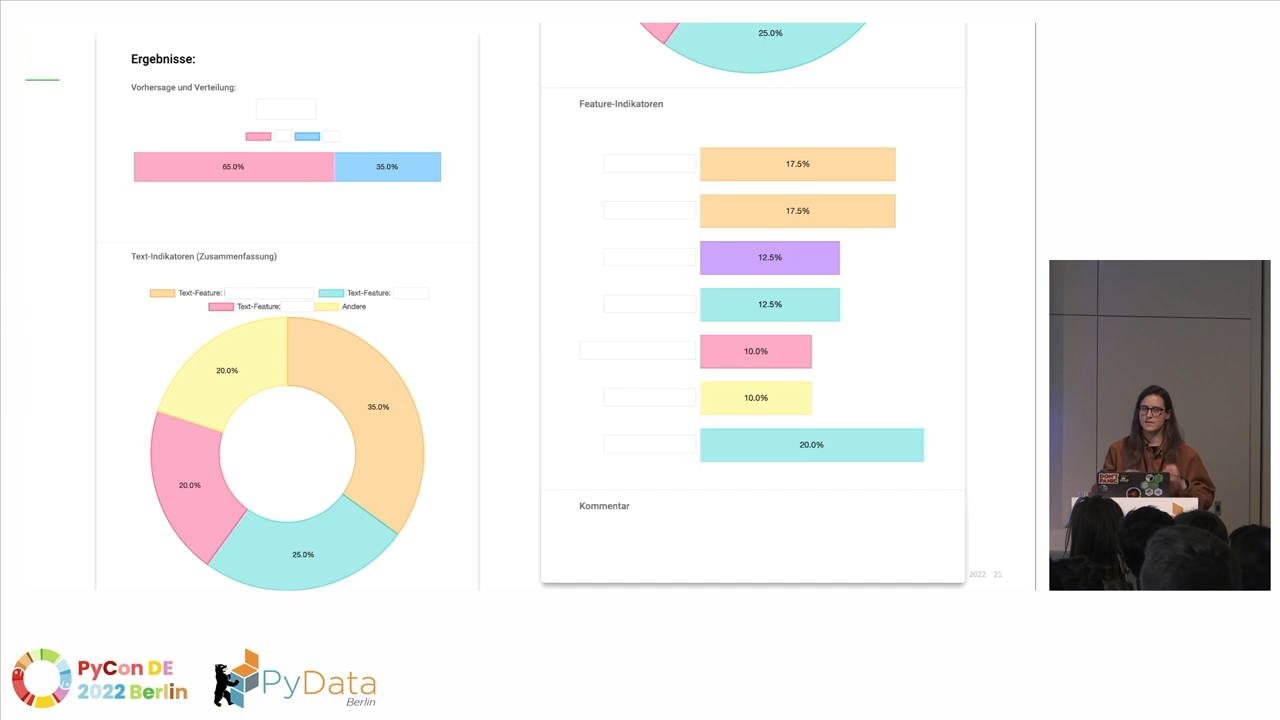 Ergebnisse:
Vorhersage und Verteilung:
65.0%
35.0%
Text-Indikatoren (Zusammenfassung)
Text-Feature:
Text-Feature:
Text-Feature:
Andere
20.0%
35.0%
20.0%
25.0%
25.0%
Feature-Indikatoren
17.5%
17.5%
12.5%
12.5%
10.0%
10.0%
20.0%
Kommentar
2022 21
PyCon DE
2022 Berlin
PyData
Berlin